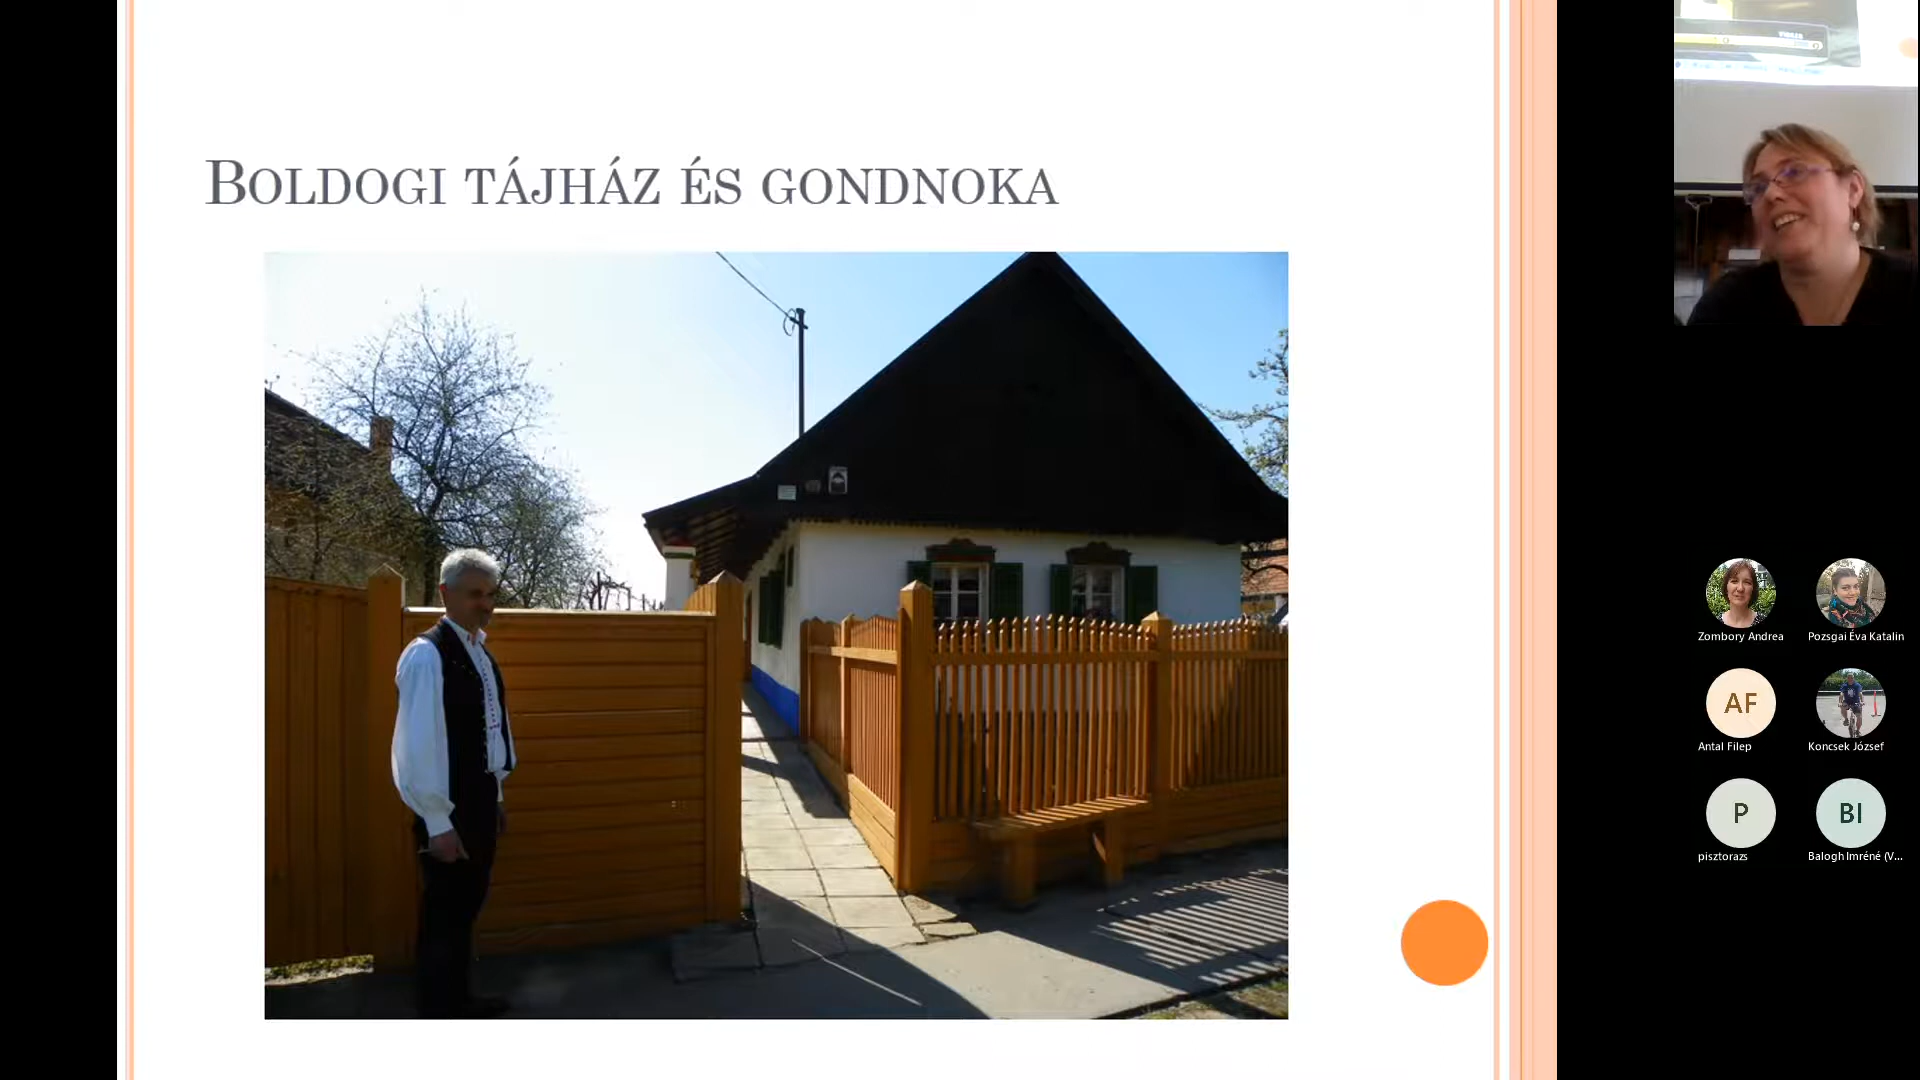 BOLDOGI TÁJHÁZ ÉS GONDNOKA
Zombory Andrea
Pozsgai Éva Katalin
AF
Antal Filep
Koncsek József
P
pisztorazs
BI
Balogh Imréné (V...